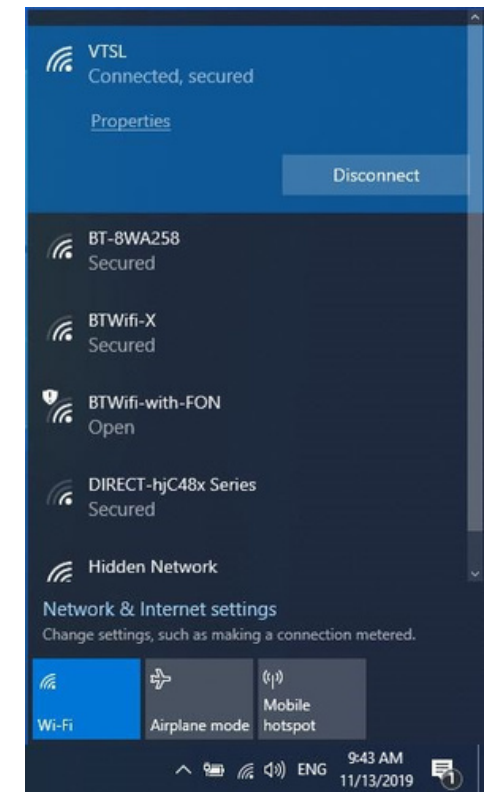 VTSL
Connected, secured
Properties
Disconnect
BT-8WA258
Secured
BTWifi-X
Secured
BTWifi-with-FON
Open
DIRECT-hjC48x Series
Secured
Hidden Network
Network & Internet settings
Change settings, such as making a connection metered.
Wi-Fi
Airplane mode
Mobile
hotspot
ENG
9:43 AM
11/13/2019
1